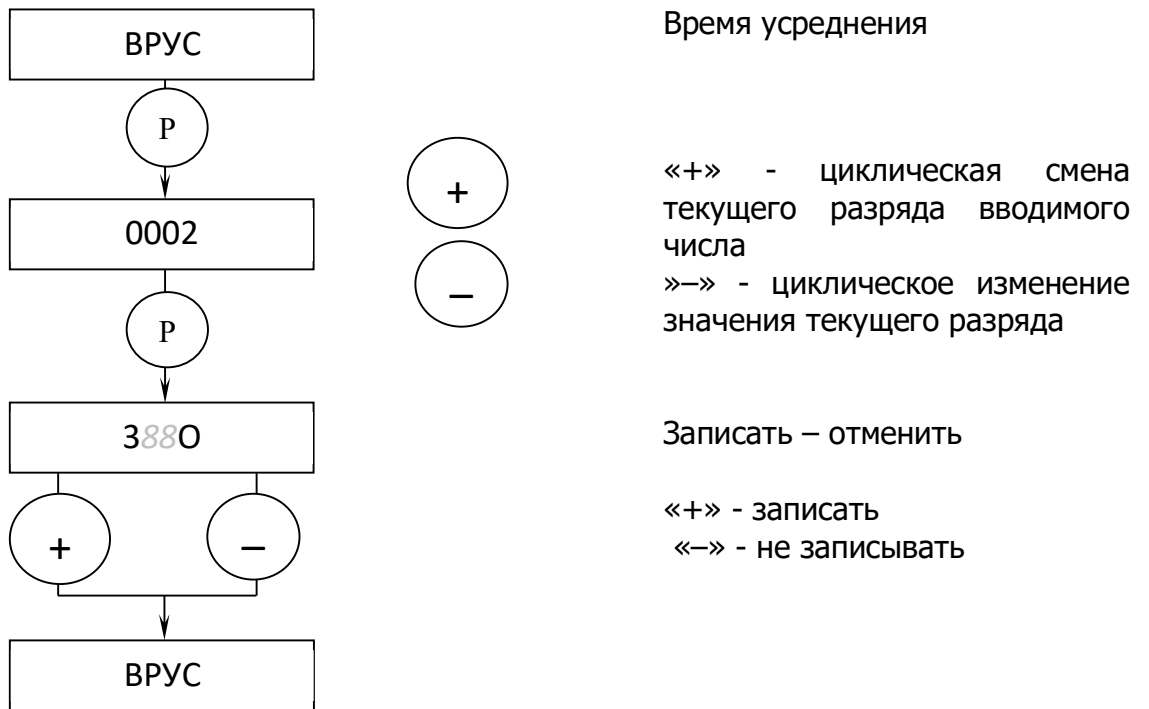 ВРУС
Время усреднения
Р
0002
+
–
«+» - циклическая смена
текущего разряда вводимого
числа
»–» - циклическое изменение
значения текущего разряда
Р
З88О
Записать – отменить
+
–
«+» - записать
«–» - не записывать
ВРУС